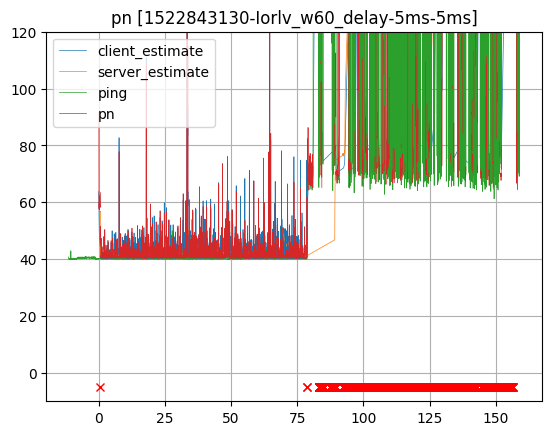 pn [1522843130-Iorlv_w60_delay-5ms-5ms]
client_estimate
server_estimate
ping
pn
120
100
80
60
40
20
0
0
25
50
75
100
125
150